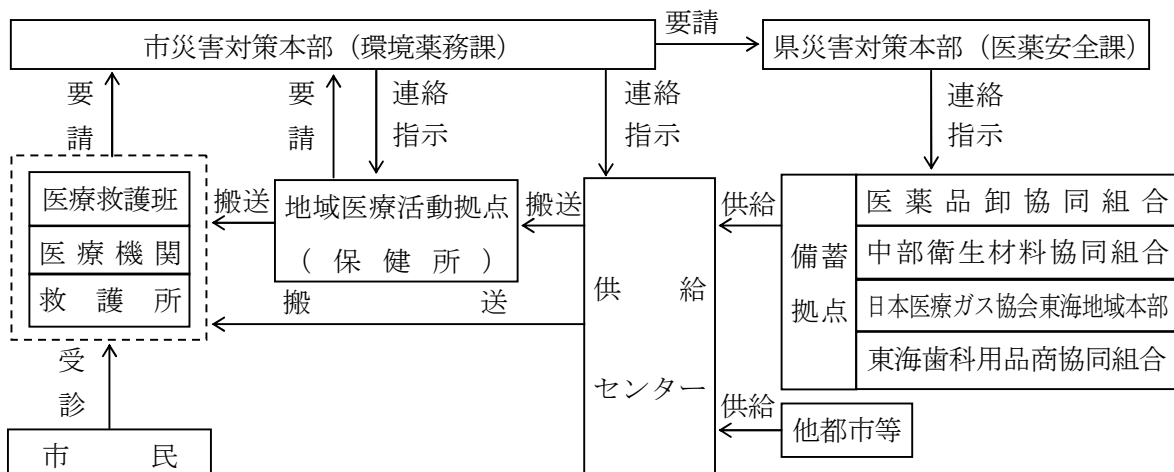 要請
市災害対策本部（環境薬務課）
県災害対策本部（医薬安全課）
要請
要請
連絡
指示
連絡
指示
連絡
指示
医療救護班
医療機関
救護所
搬送
地域医療活動拠点
（保健所）
搬送
搬送
供給
センター
供給
備蓄
拠点
医薬品卸協同組合
中部衛生材料協同組合
日本医療ガス協会東海地域本部
東海歯科用品商協同組合
供給
他都市等
受診
市民